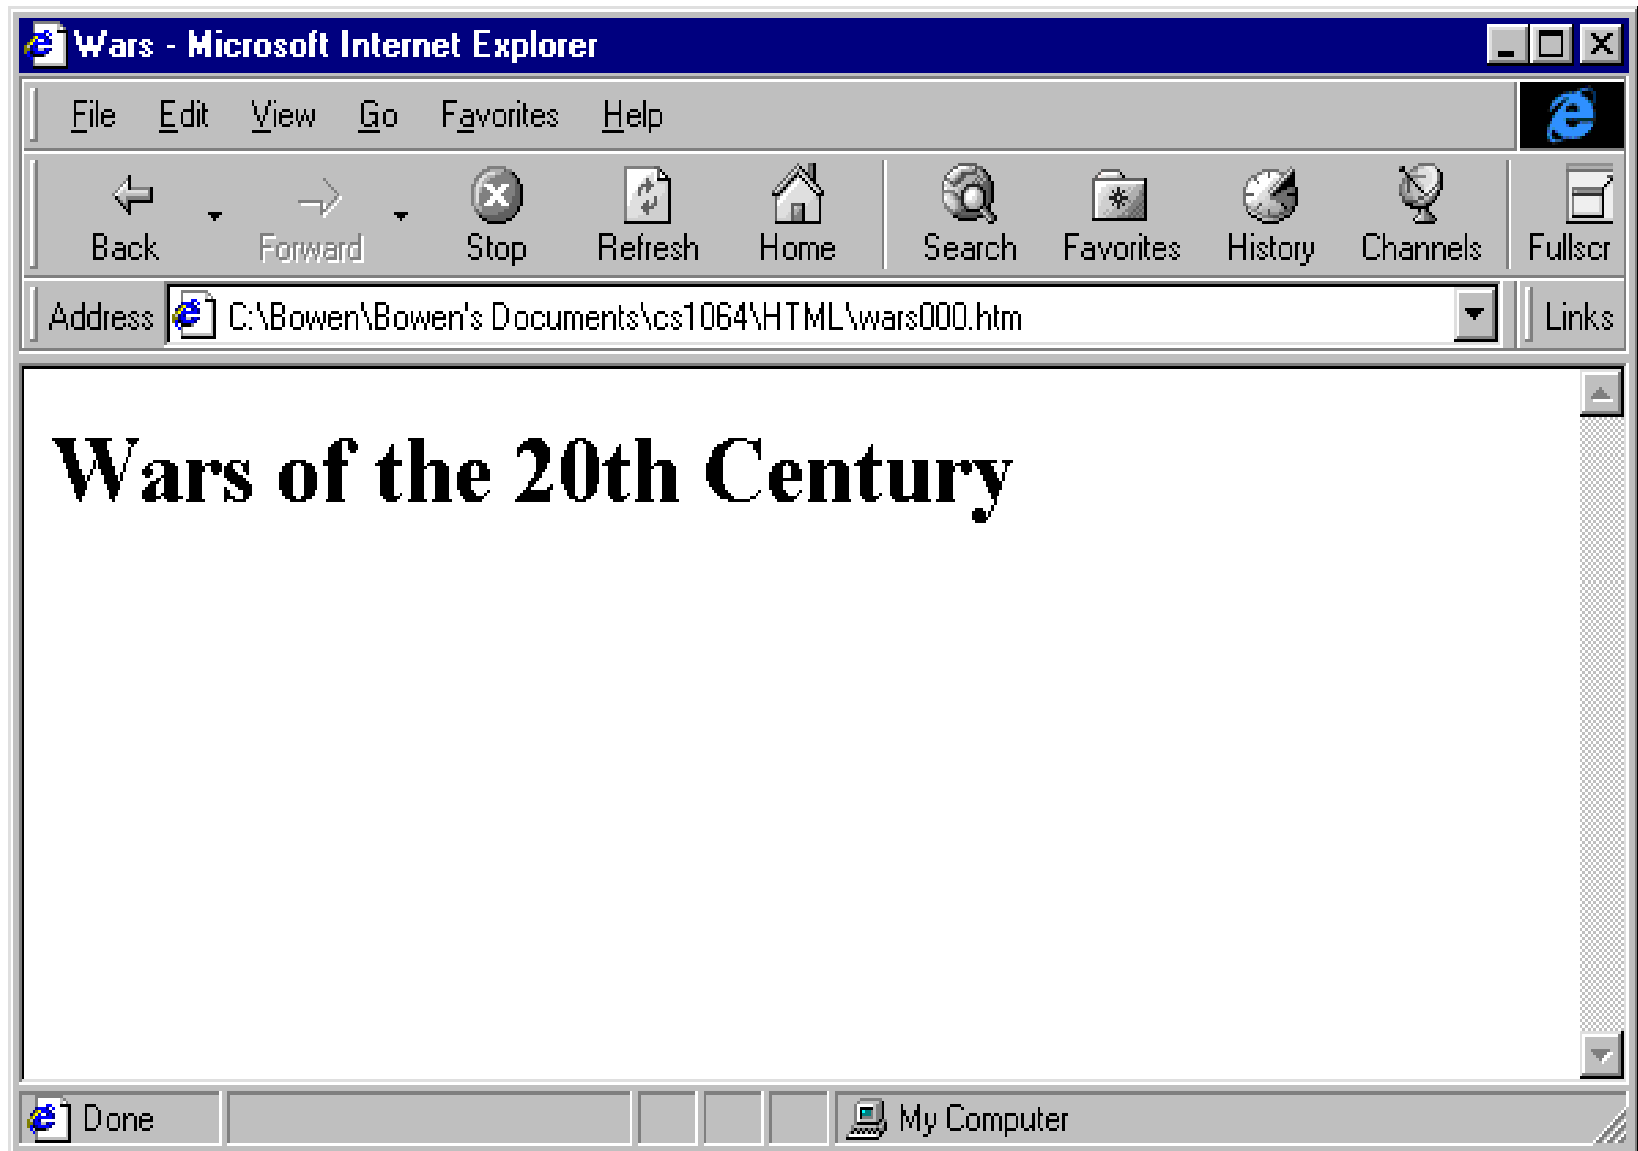 Wars - Microsoft Internet Explorer
File Edit View Go Favorites Help
Back Forward Stop Refresh Home Search Favorites History Channels Fullscr
Address C:\Bowen\Bowen's Documents\cs1064\HTML\wars000.htm Links
Wars of the 20th Century
Done My Computer